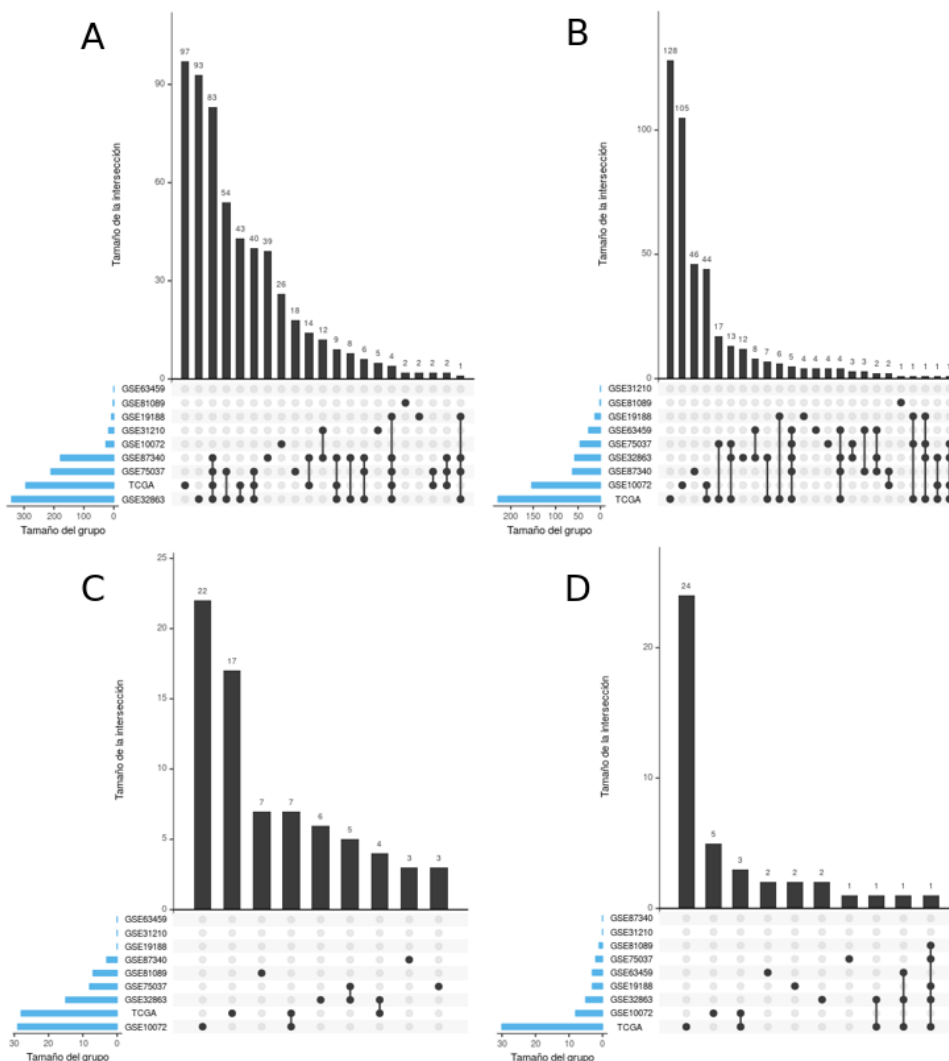 A
97
93
90
83
Tamaño de la intersección
60
54
43
40
39
30
26
18
14
12
9
8
6
5
4
2
2
2
2
1
0
GSE63459
GSE81089
GSE19188
GSE31210
GSE10072
GSE87340
GSE75037
TCGA
GSE32863
300 200 100 0
Tamaño del grupo
B
128
105
100
Tamaño de la intersección
50
46
44
17
13
12
8
7
6
5
4
4
4
4
3
3
2
2
1
1
1
1
1
0
GSE31210
GSE81089
GSE19188
GSE63459
GSE75037
GSE32863
GSE87340
GSE10072
TCGA
200 150 100 50 0
Tamaño del grupo
C
25
22
20
17
15
Tamaño de la intersección
10
7
7
6
5
5
4
3
3
0
GSE63459
GSE31210
GSE19188
GSE87340
GSE81089
GSE75037
GSE32863
TCGA
GSE10072
30 20 10 0
Tamaño del grupo
D
24
20
Tamaño de la intersección
10
5
3
2
2
2
1
1
1
1
0
GSE87340
GSE31210
GSE81089
GSE75037
GSE63459
GSE19188
GSE32863
GSE10072
TCGA
30 20 10 0
Tamaño del grupo